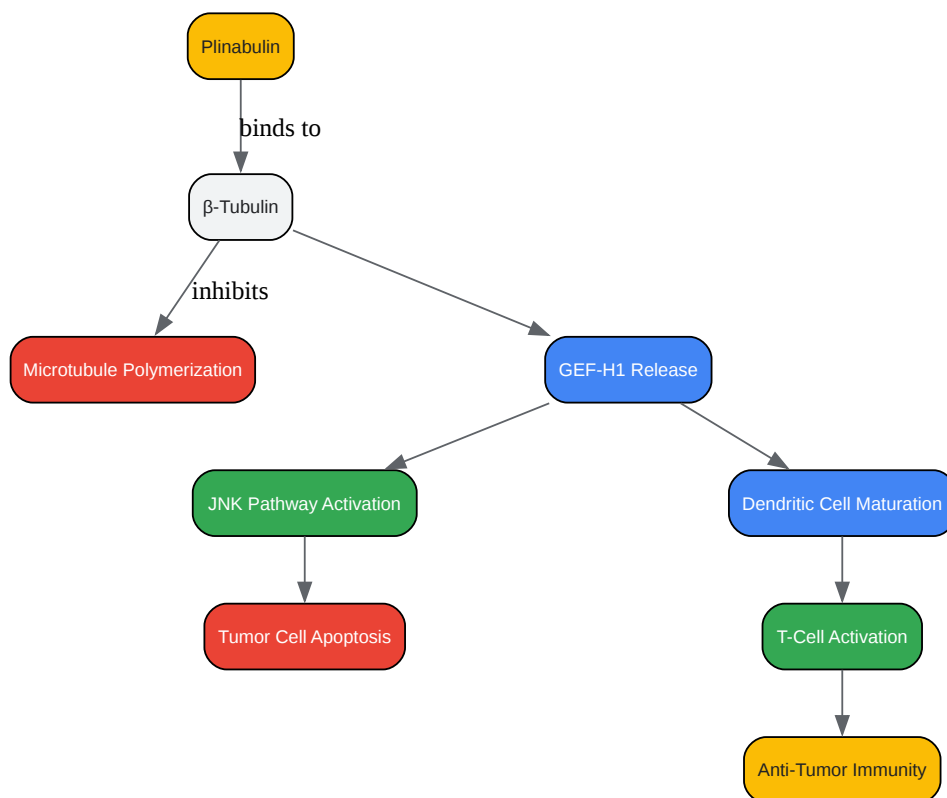 Plinabulin
binds to
β-Tubulin
inhibits
Microtubule Polymerization
GEF-H1 Release
JNK Pathway Activation
Dendritic Cell Maturation
Tumor Cell Apoptosis
T-Cell Activation
Anti-Tumor Immunity